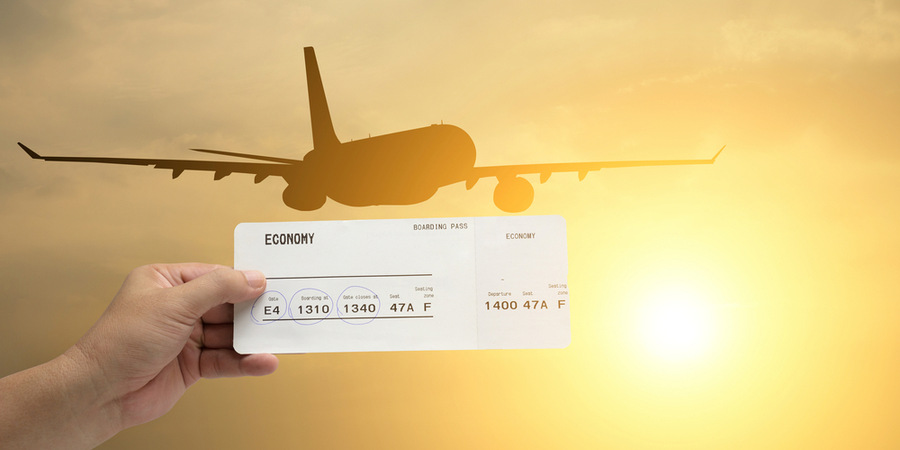 BOARDING PASS
ECONOMY
ECONOMY
Gate Boarding at Gate closes at Seat Seating zone
E4 1310 1340 47A F
Departure Seat Seating zone
1400 47A F